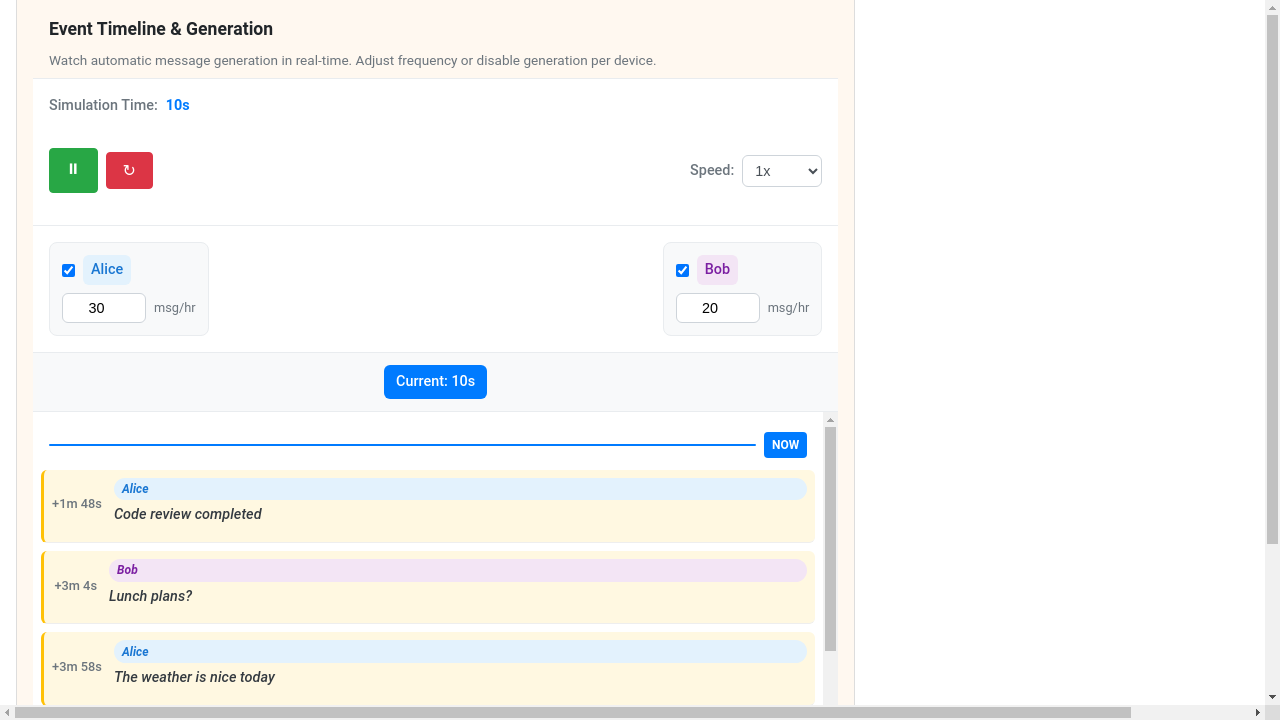 Event Timeline & Generation
Watch automatic message generation in real-time. Adjust frequency or disable generation per device.
Simulation Time: 10s
⏸ ↻ Speed: 1x
Alice Bob
30 msg/hr 20 msg/hr
Current: 10s
NOW
Alice
+1m 48s
Code review completed
Bob
+3m 4s
Lunch plans?
Alice
+3m 58s
The weather is nice today